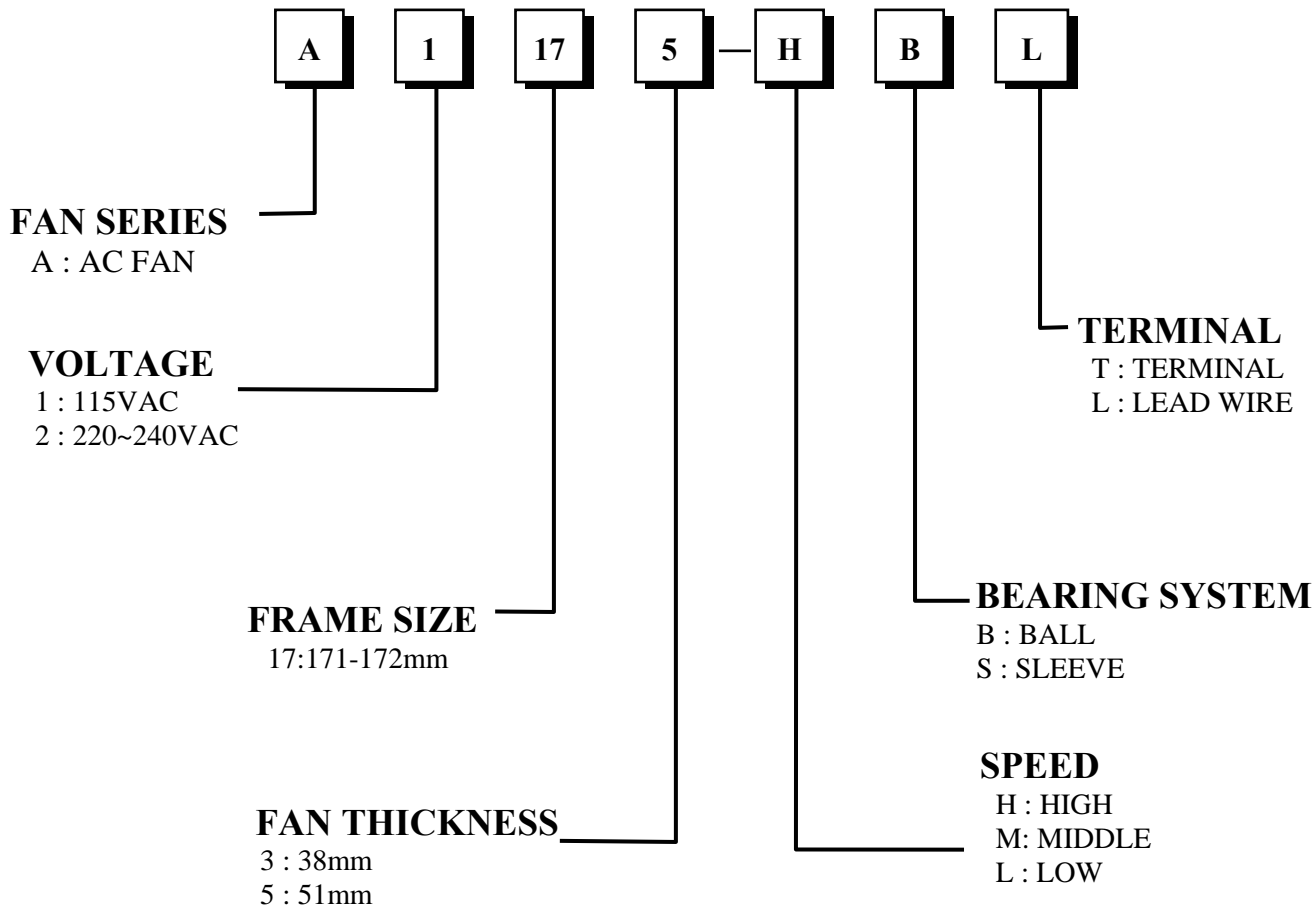 A 1 17 5 — H B L
FAN SERIES
A : AC FAN
VOLTAGE
1 : 115VAC
2 : 220~240VAC
FRAME SIZE
17:171-172mm
FAN THICKNESS
3 : 38mm
5 : 51mm
TERMINAL
T : TERMINAL
L : LEAD WIRE
BEARING SYSTEM
B : BALL
S : SLEEVE
SPEED
H : HIGH
M: MIDDLE
L : LOW